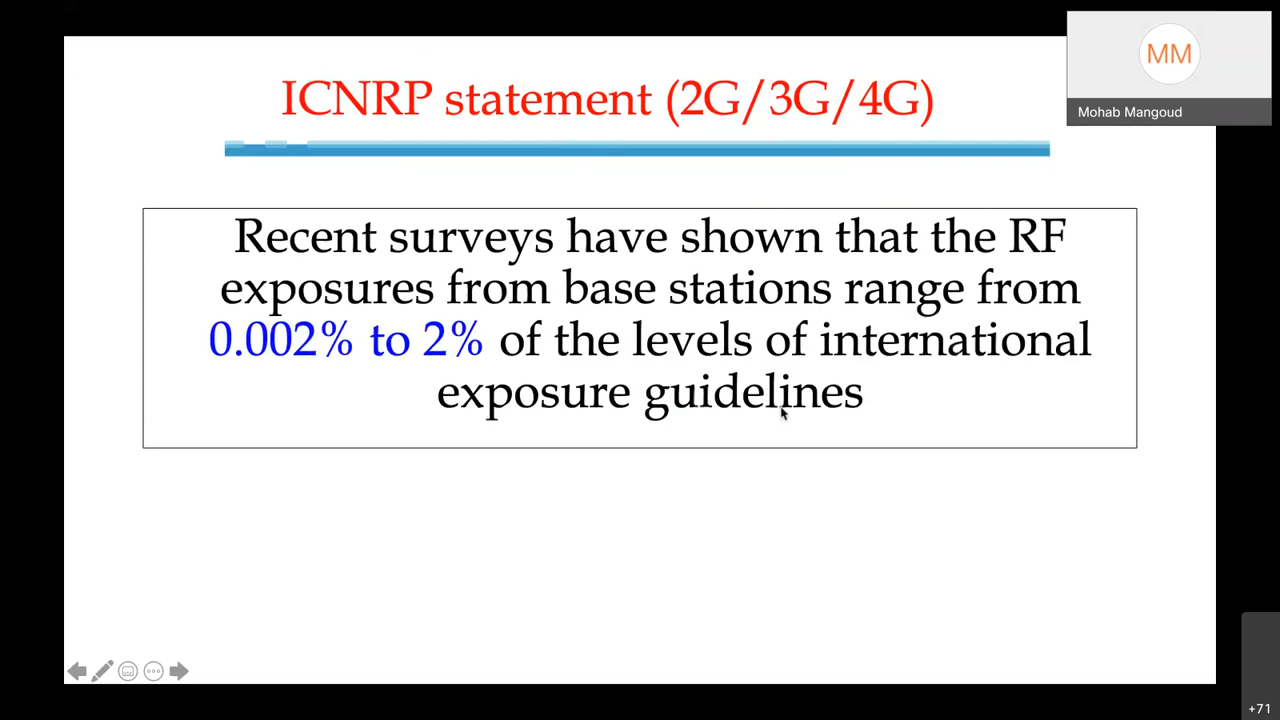 ICNRP statement (2G/3G/4G)
MM
Mohab Mangoud
Recent surveys have shown that the RF
exposures from base stations range from
0.002% to 2% of the levels of international
exposure guidelines
+71